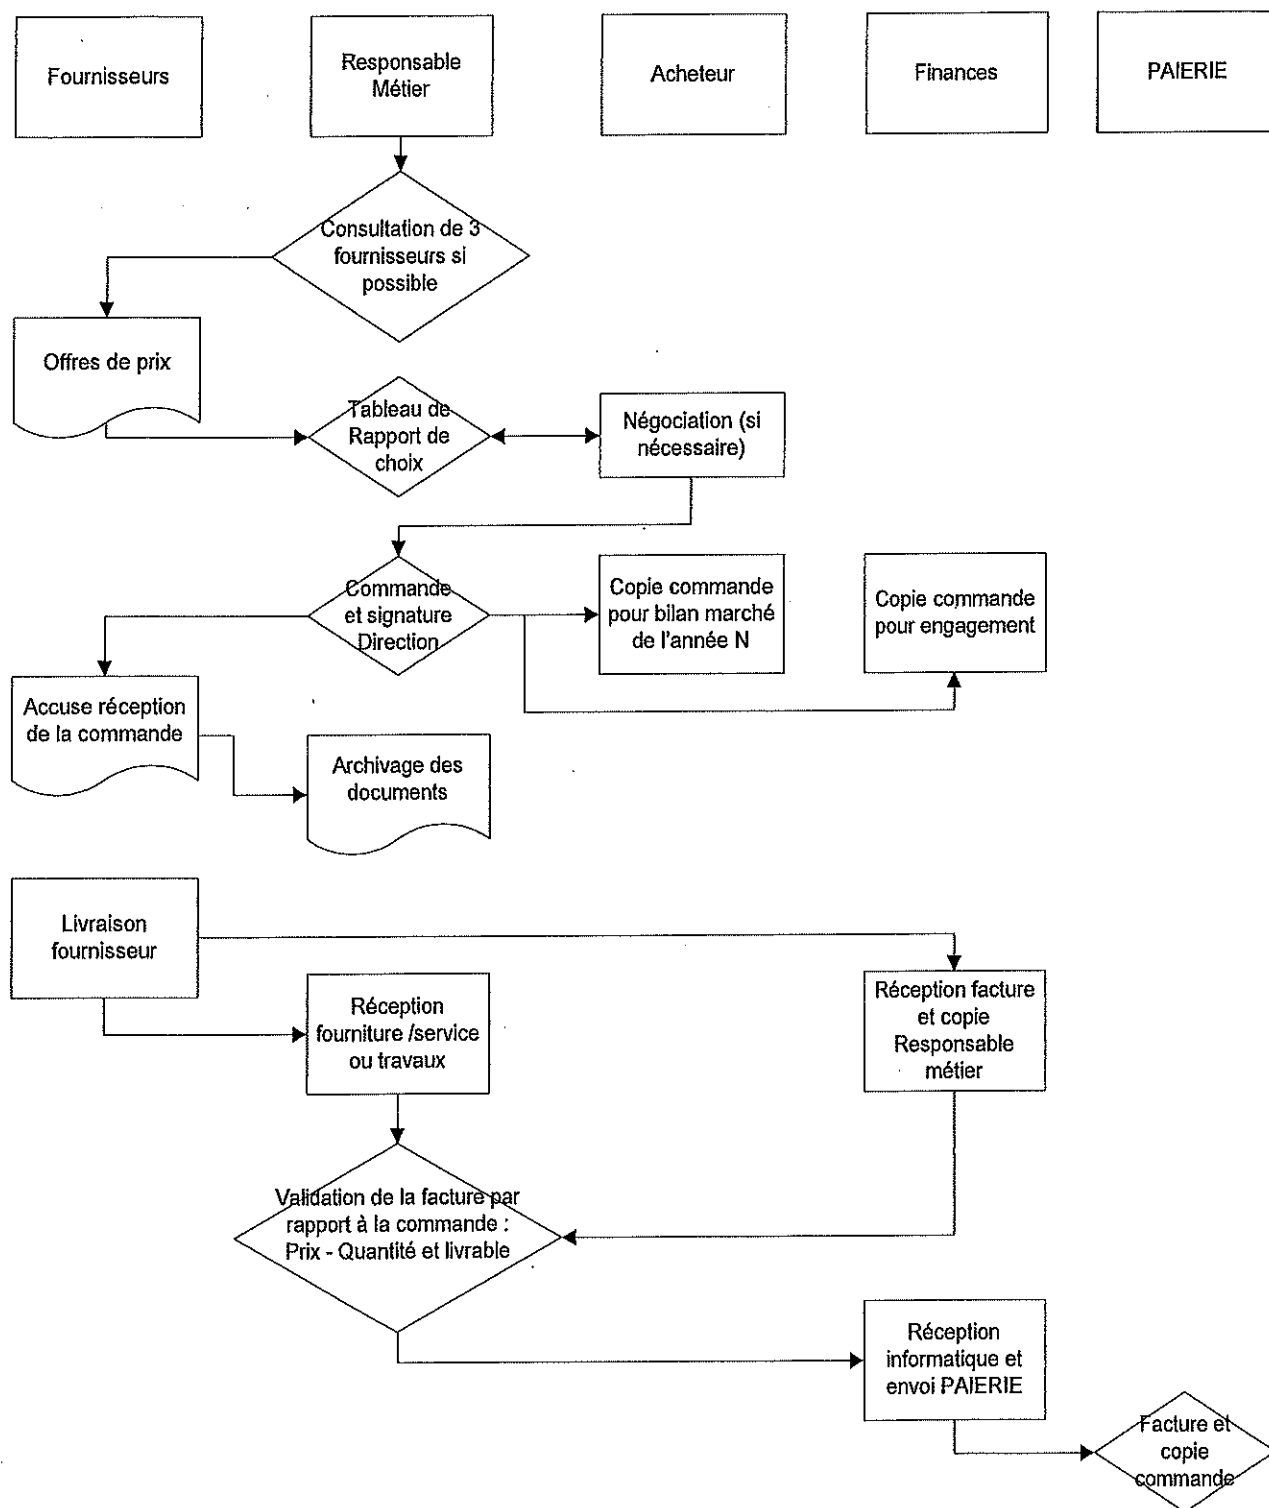 Fournisseurs
Responsable
Métier
Acheteur
Finances
PAIERIE
Consultation de 3
fournisseurs si
possible
Offres de prix
Tableau de
Rapport de
choix
Négociation (si
nécessaire)
Commande
et signature
Direction
Copie commande
pour bilan marché
de l'année N
Copie commande
pour engagement
Accuse réception
de la commande
Archivage des
documents
Livraison
fournisseur
Réception
fourniture /service
ou travaux
Réception facture
et copie
Responsable
métier
Validation de la facture par
rapport à la commande :
Prix - Quantité et livrable
Réception
informatique et
envoi PAIERIE
Facture et
copie
commande